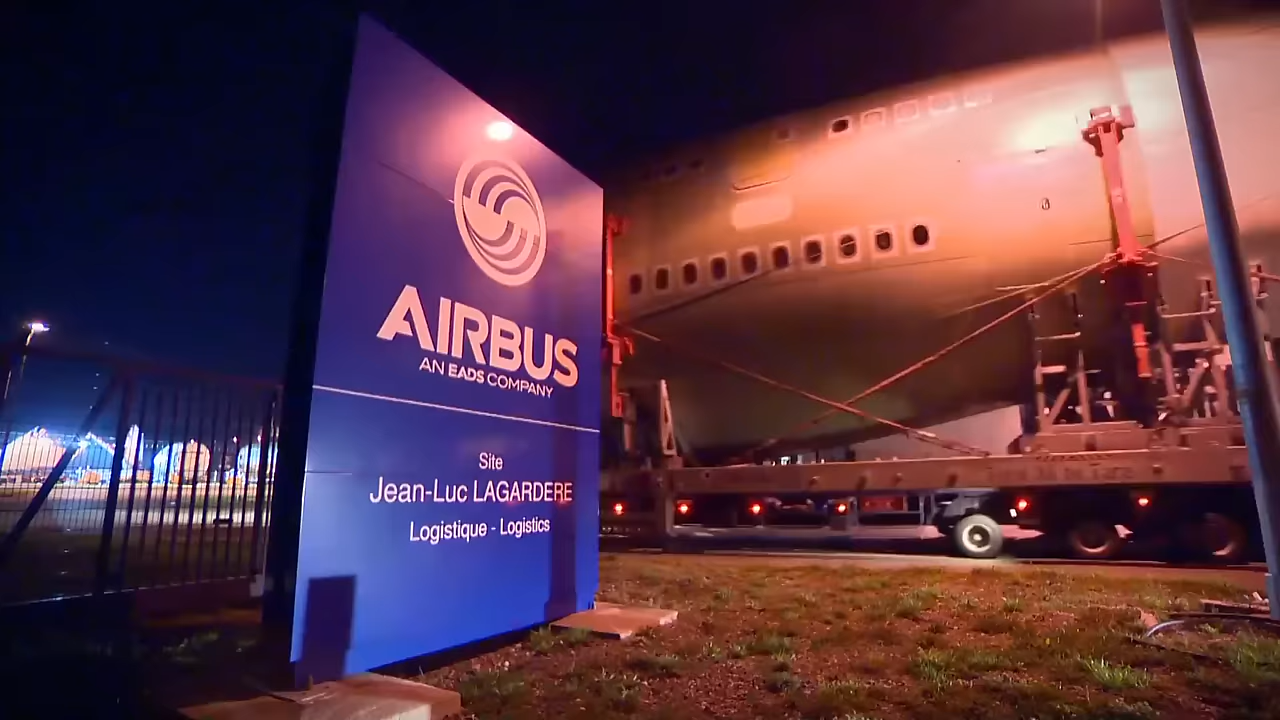 AIRBUS
AN EADS COMPANY
Site
Jean-Luc LAGARDERE
Logistique - Logistics